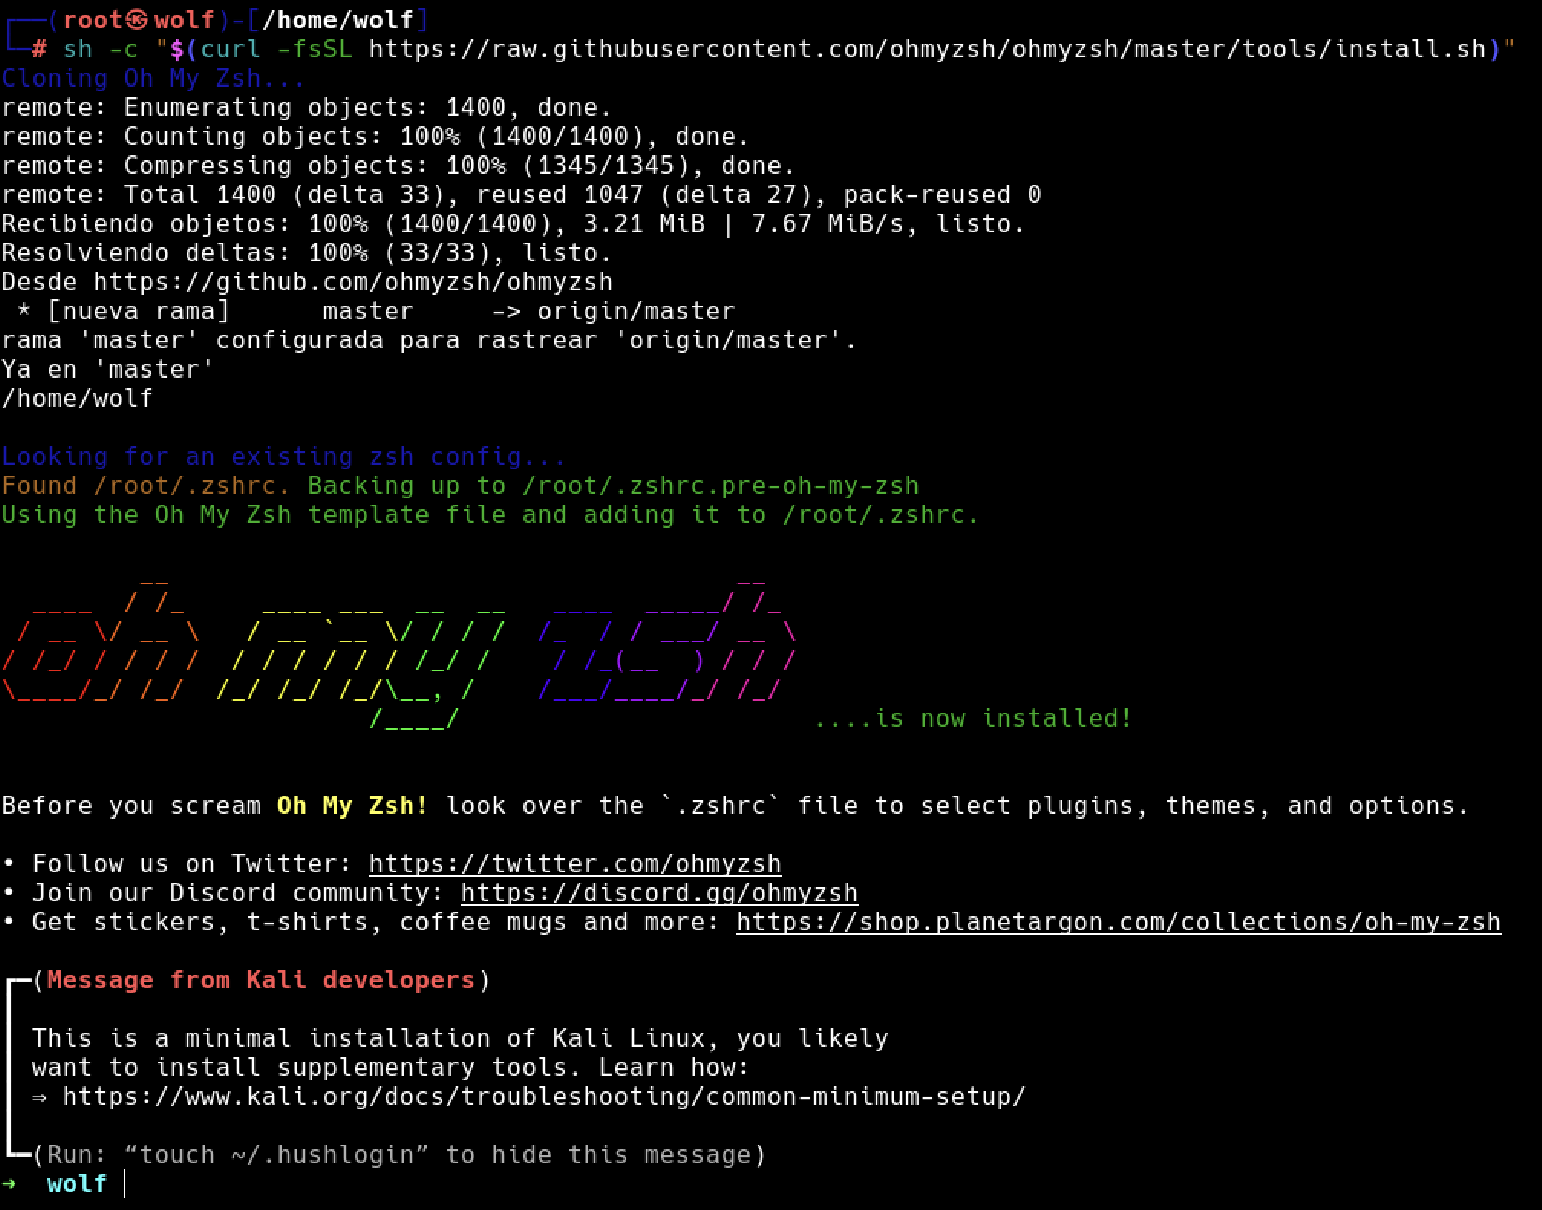 ┌──(root㉿wolf)-[/home/wolf]
└─# sh -c "$(curl -fsSL https://raw.githubusercontent.com/ohmyzsh/ohmyzsh/master/tools/install.sh)"
Cloning Oh My Zsh...
remote: Enumerating objects: 1400, done.
remote: Counting objects: 100% (1400/1400), done.
remote: Compressing objects: 100% (1345/1345), done.
remote: Total 1400 (delta 33), reused 1047 (delta 27), pack-reused 0
Recibiendo objetos: 100% (1400/1400), 3.21 MiB | 7.67 MiB/s, listo.
Resolviendo deltas: 100% (33/33), listo.
Desde https://github.com/ohmyzsh/ohmyzsh
 * [nueva rama]      master     -> origin/master
rama 'master' configurada para rastrear 'origin/master'.
Ya en 'master'
/home/wolf
Looking for an existing zsh config...
Found /root/.zshrc. Backing up to /root/.zshrc.pre-oh-my-zsh
Using the Oh My Zsh template file and adding it to /root/.zshrc.
oh my zsh
....is now installed!
Before you scream Oh My Zsh! look over the `.zshrc` file to select plugins, themes, and options.
• Follow us on Twitter: https://twitter.com/ohmyzsh
• Join our Discord community: https://discord.gg/ohmyzsh
• Get stickers, t-shirts, coffee mugs and more: https://shop.planetargon.com/collections/oh-my-zsh
┏━(Message from Kali developers)
This is a minimal installation of Kali Linux, you likely
want to install supplementary tools. Learn how:
⇒ https://www.kali.org/docs/troubleshooting/common-minimum-setup/
┗━(Run: “touch ~/.hushlogin” to hide this message)
➜  wolf